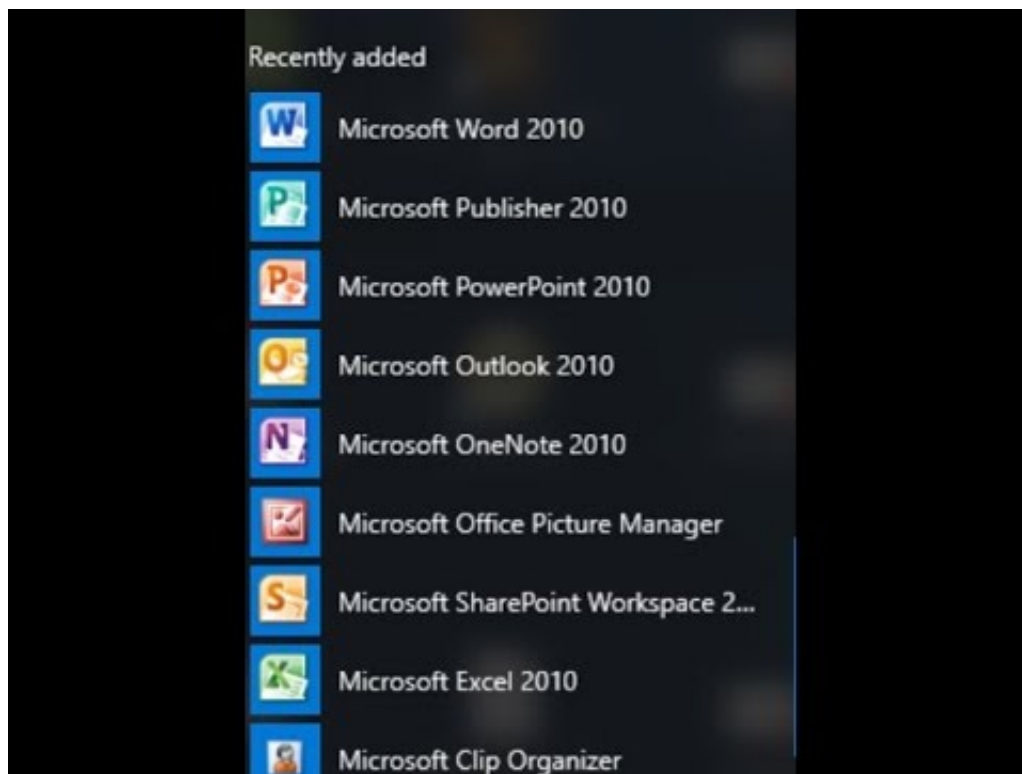 Recently added
Microsoft Word 2010
Microsoft Publisher 2010
Microsoft PowerPoint 2010
Microsoft Outlook 2010
Microsoft OneNote 2010
Microsoft Office Picture Manager
Microsoft SharePoint Workspace 2...
Microsoft Excel 2010
Microsoft Clip Organizer